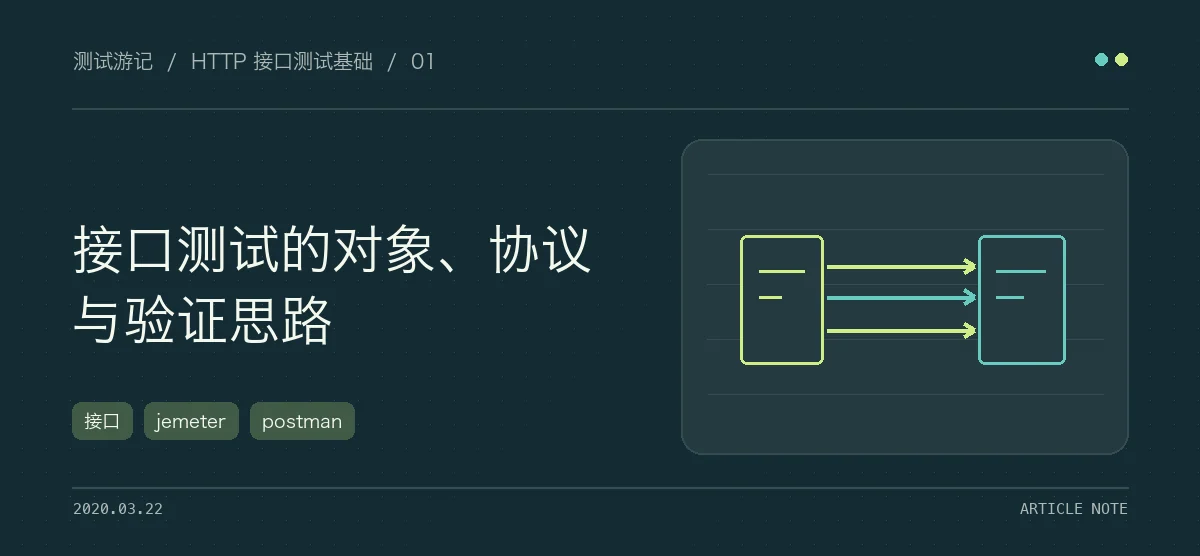 测试游记 / HTTP 接口测试基础 / 01
接口测试的对象、协议
与验证思路
接口 jemeter postman
2020.03.22 ARTICLE NOTE